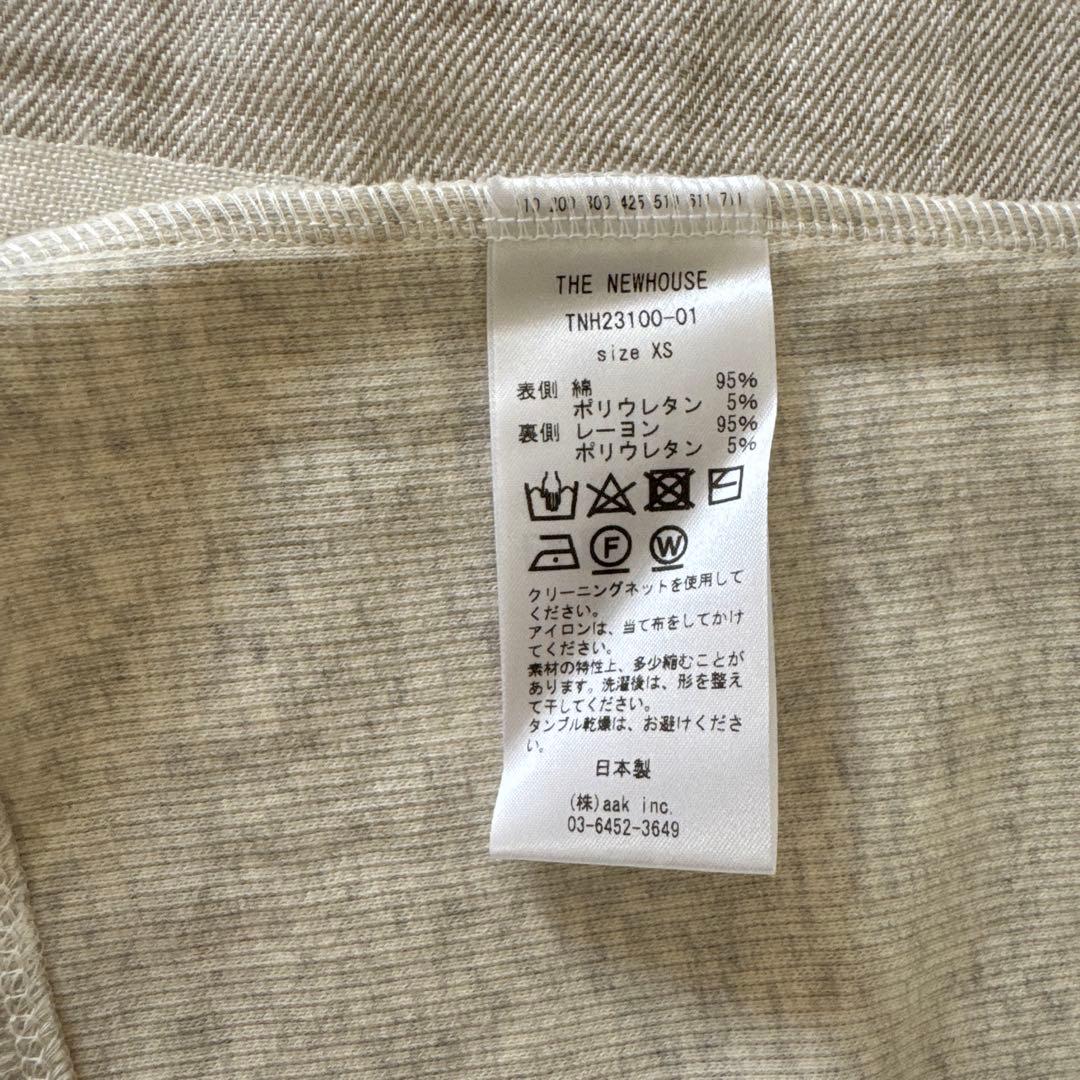 THE NEWHOUSE
TNH23100-01
size XS
表側 綿 95%
ポリウレタン 5%
裏側 レーヨン 95%
ポリウレタン 5%
F W
クリーニングネットを使用して
ください。
アイロンは、当て布をしてかけ
てください。
素材の特性上、多少縮むことが
あります。洗濯後は、形を整え
て干してください。
タンブル乾燥は、お避けくださ
い。
日本製
(株)aak inc.
03-6452-3649